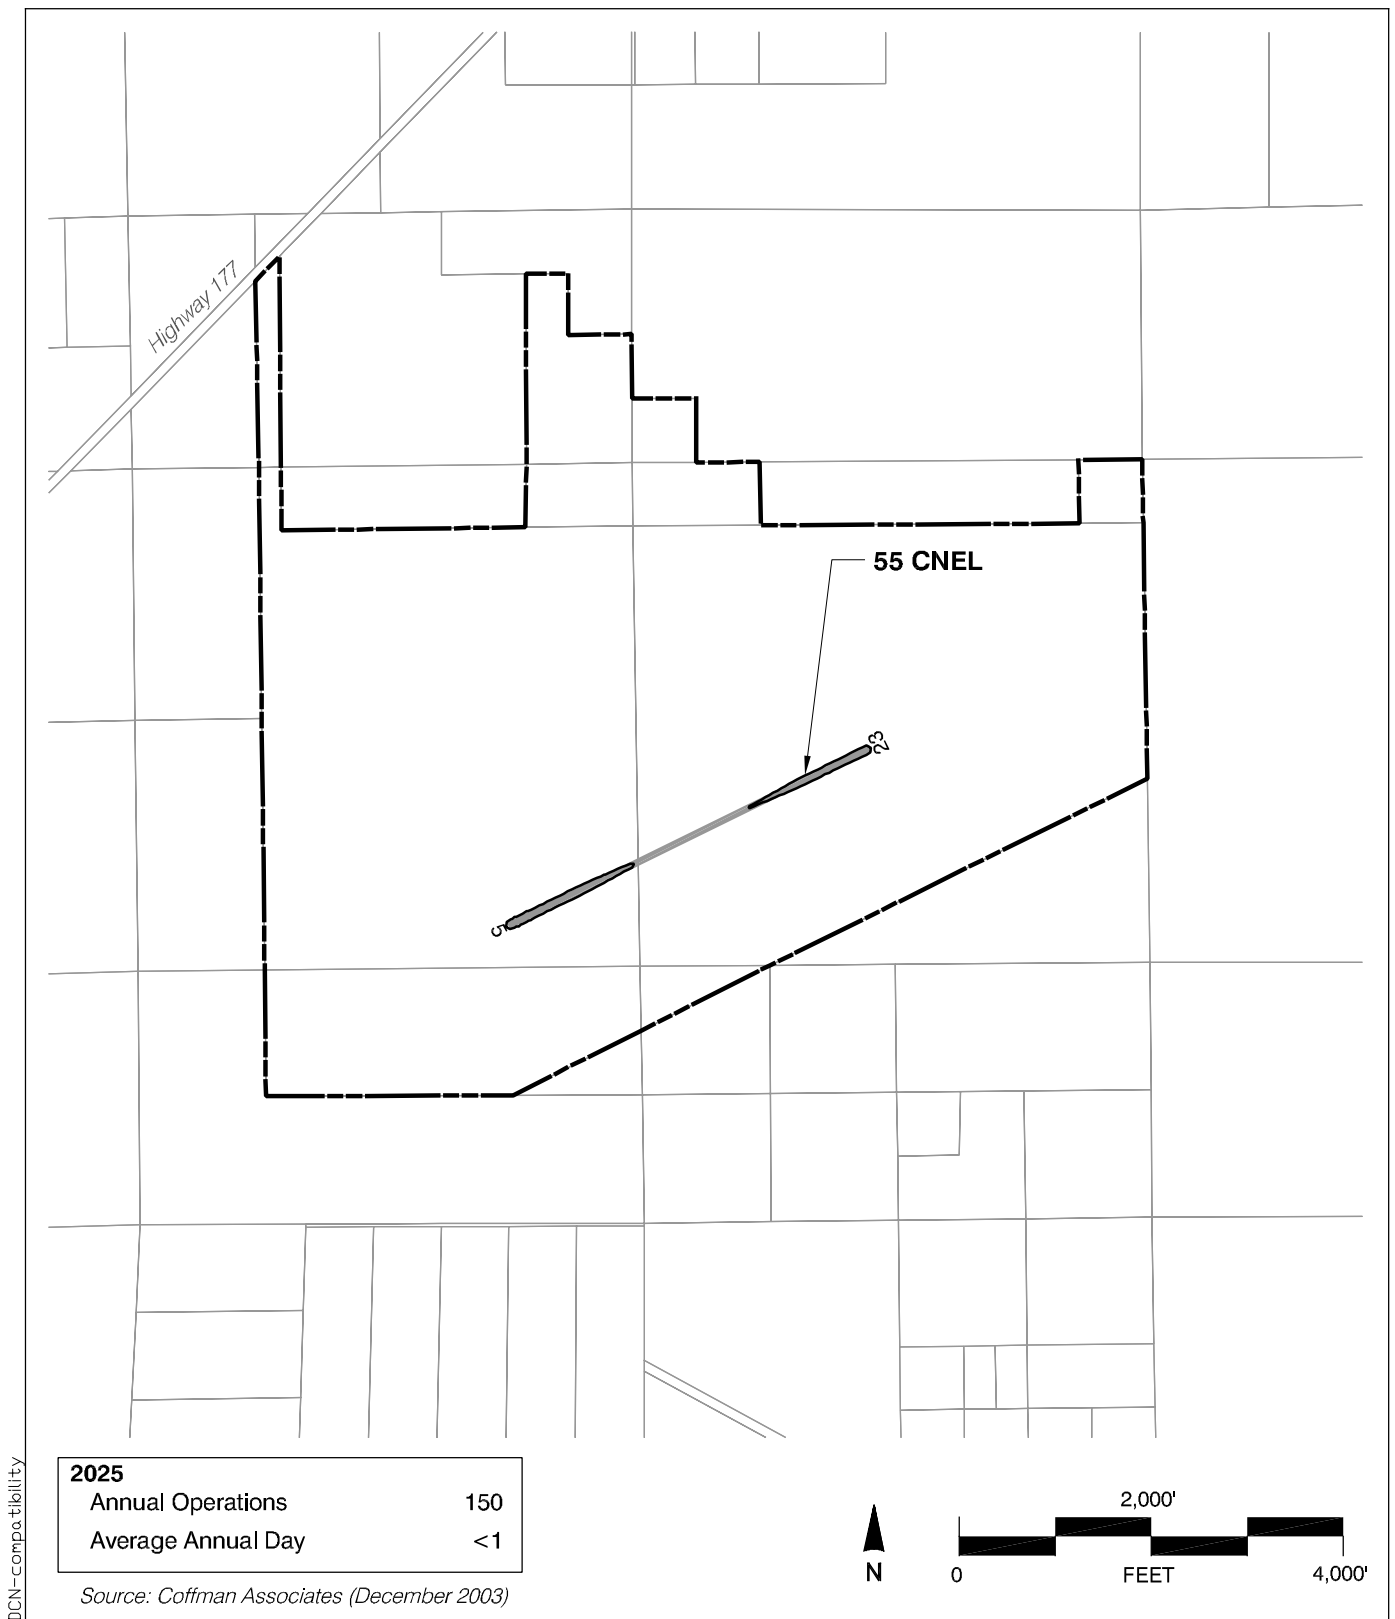 Highway 177
55 CNEL
23
5
2025
Annual Operations 150
Average Annual Day <1
Source: Coffman Associates (December 2003)
N
2,000'
0 FEET 4,000'
DCN-compatibility